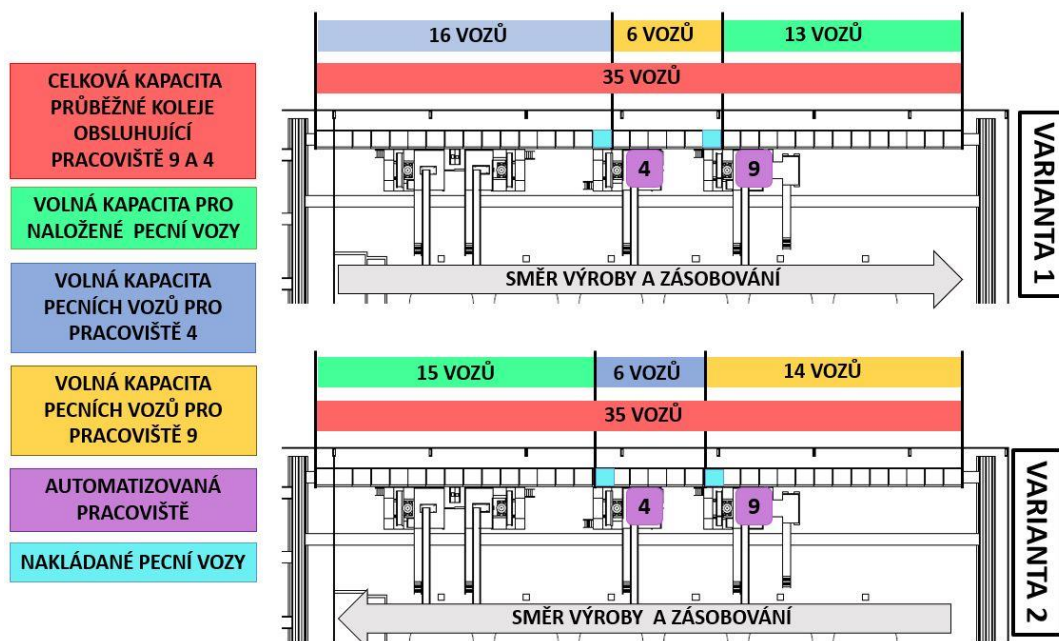 CELKOVÁ KAPACITA
PRŮBĚŽNÉ KOLEJE
OBSLUHUJÍCÍ
PRACOVIŠTĚ 9 A 4
VOLNÁ KAPACITA PRO
NALOŽENÉ PECNÍ VOZY
VOLNÁ KAPACITA
PECNÍCH VOZŮ PRO
PRACOVIŠTĚ 4
VOLNÁ KAPACITA
PECNÍCH VOZŮ PRO
PRACOVIŠTĚ 9
AUTOMATIZOVANÁ
PRACOVIŠTĚ
NAKLÁDANÉ PECNÍ VOZY
16 VOZŮ 6 VOZŮ 13 VOZŮ
35 VOZŮ
4 9
SMĚR VÝROBY A ZÁSOBOVÁNÍ
VARIANTA 1
15 VOZŮ 6 VOZŮ 14 VOZŮ
35 VOZŮ
4 9
SMĚR VÝROBY A ZÁSOBOVÁNÍ
VARIANTA 2